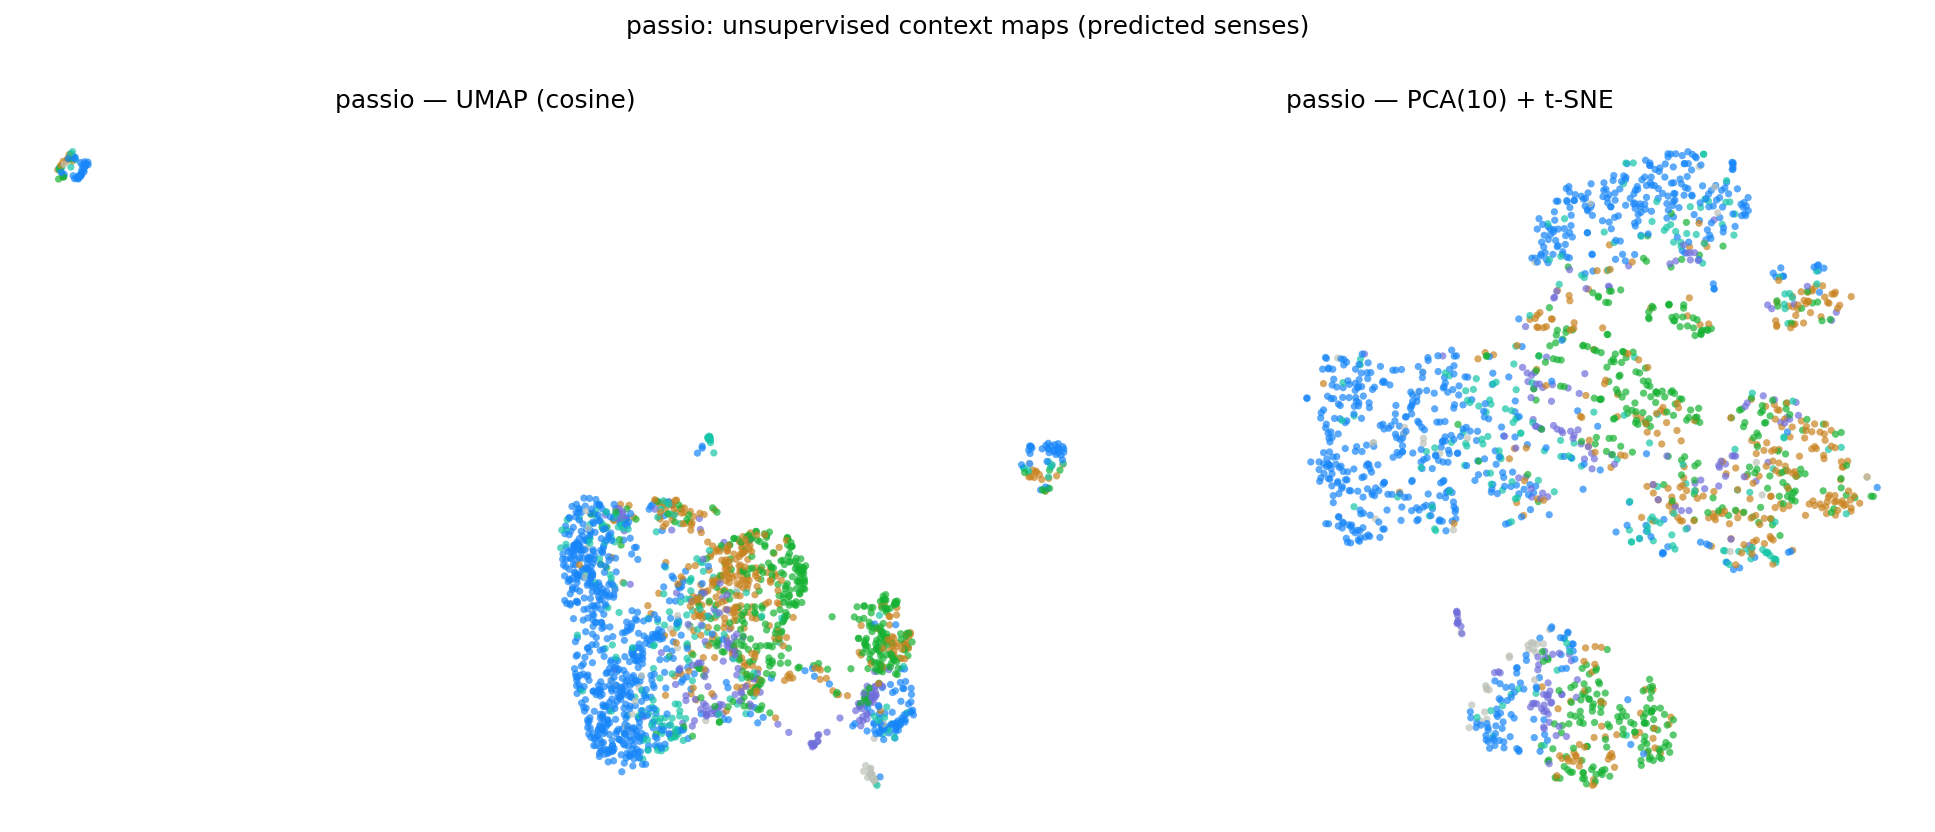 passio: unsupervised context maps (predicted senses)
passio — UMAP (cosine)
passio — PCA(10) + t-SNE